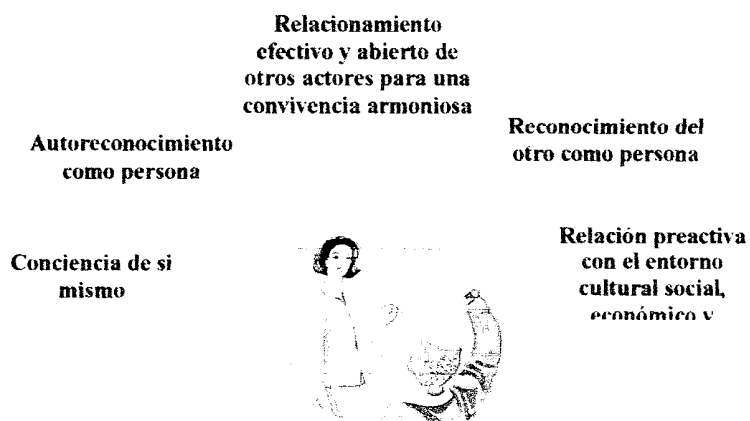 Relacionamiento
efectivo y abierto de
otros actores para una
convivencia armoniosa
Autoreconocimiento
como persona
Reconocimiento del
otro como persona
Conciencia de si
mismo
Relación preactiva
con el entorno
cultural social,
económico y